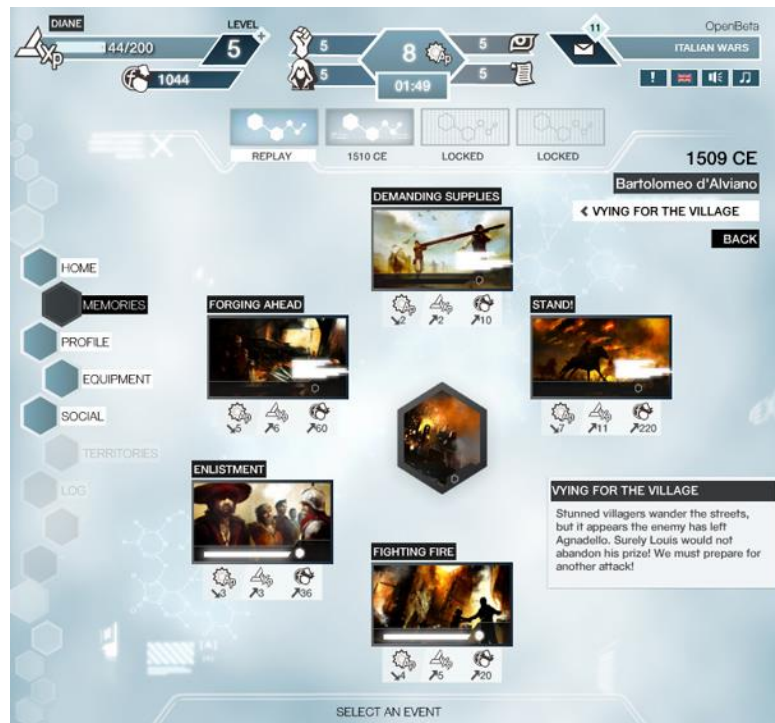 DIANE
XP
44/200
1044
LEVEL
5
5
5
8
AP
01:49
5
5
11
OpenBeta
ITALIAN WARS
!
REPLAY
1510 CE
LOCKED
LOCKED
1509 CE
Bartolomeo d'Alviano
VYING FOR THE VILLAGE
BACK
HOME
MEMORIES
PROFILE
EQUIPMENT
SOCIAL
TERRITORIES
LOG
DEMANDING SUPPLIES
2 2 10
FORGING AHEAD
5 6 60
STAND!
7 11 220
ENLISTMENT
3 3 36
FIGHTING FIRE
4 5 20
VYING FOR THE VILLAGE
Stunned villagers wander the streets,
but it appears the enemy has left
Agnadello. Surely Louis would not
abandon his prize! We must prepare for
another attack!
SELECT AN EVENT